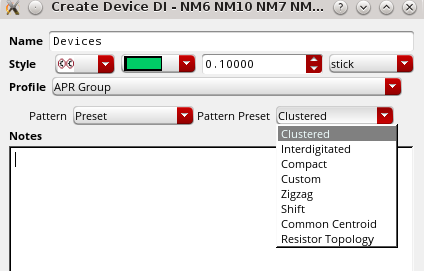 Create Device DI - NM6 NM10 NM7 NM...
Name Devices
Style 0.10000 stick
Profile APR Group
Pattern Preset Pattern Preset Clustered
Notes
Clustered
Interdigitated
Compact
Custom
Zigzag
Shift
Common Centroid
Resistor Topology